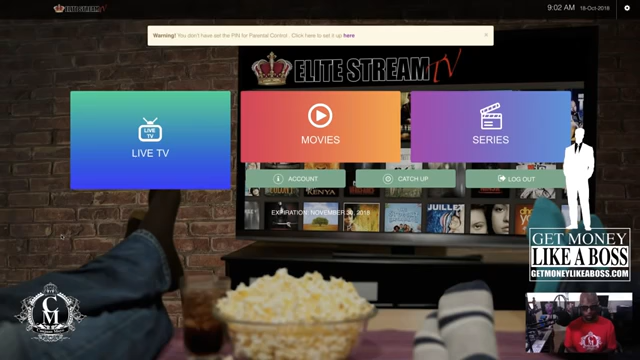 ELITE STREAM TV
9:02 AM 18-Oct-2018
Warning! You don't have set the PIN for Parental Control . Click here to set it up here
ELITE STREAM TV
LIVE TV
LIVE TV
MOVIES
SERIES
ACCOUNT
CATCH UP
LOG OUT
KENYA
EXPIRATION: NOVEMBER 30, 2018
JUILLET
GET MONEY
LIKE A BOSS
GETMONEYLIKEABOSS.COM
CM